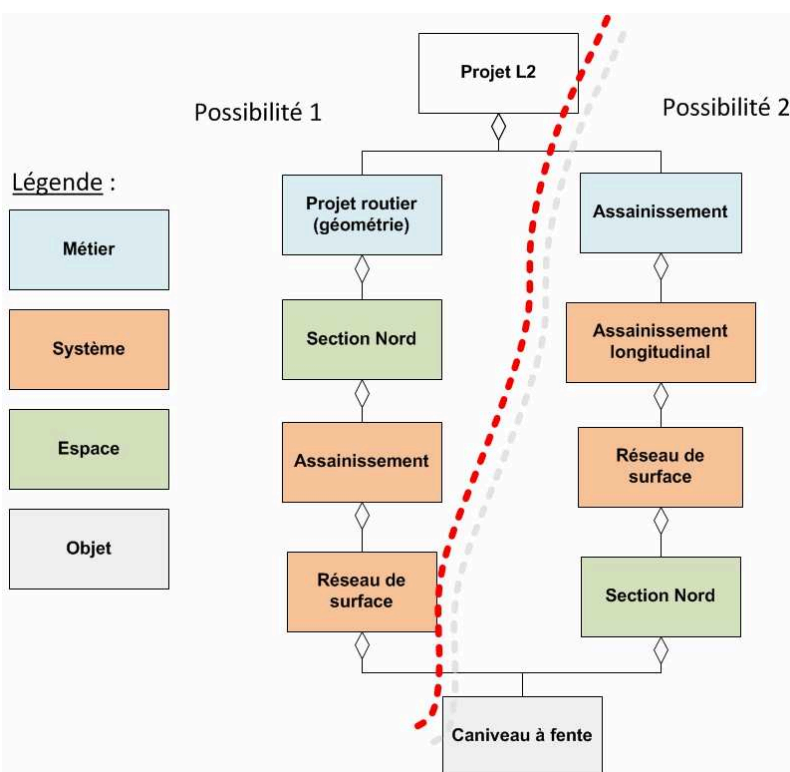 Projet L2
Possibilité 1
Possibilité 2
Légende :
Métier
Système
Espace
Objet
Projet routier
(géométrie)
Section Nord
Assainissement
Réseau de
surface
Assainissement
Assainissement
longitudinal
Réseau de
surface
Section Nord
Caniveau à fente